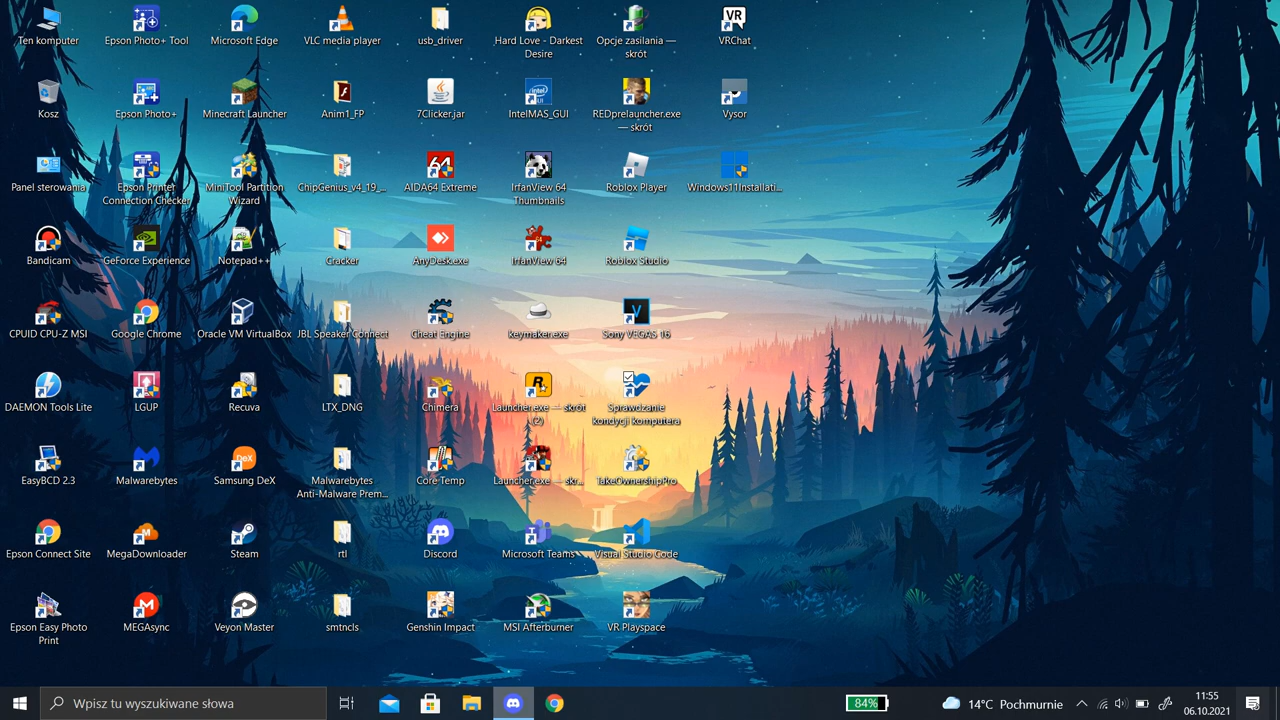 Ten komputer
Epson Photo+ Tool
Microsoft Edge
VLC media player
usb_driver
Hard Love - Darkest
Desire
Opcje zasilania —
skrót
VR
VRChat
Kosz
Epson Photo+
Minecraft Launcher
Anim1_FP
7Clicker.jar
IntelMAS_GUI
REDprelauncher.exe
— skrót
Vysor
Panel sterowania
Epson Printer
Connection Checker
MiniTool Partition
Wizard
ChipGenius_v4_19_...
64
AIDA64 Extreme
IrfanView 64
Thumbnails
Roblox Player
Windows11Installati...
Bandicam
GeForce Experience
Notepad++
Cracker
AnyDesk.exe
IrfanView 64
Roblox Studio
CPUID CPU-Z MSI
Google Chrome
Oracle VM VirtualBox
JBL Speaker Connect
Cheat Engine
keymaker.exe
V
Sony VEGAS 16
DAEMON Tools Lite
LGUP
Recuva
LTX_DNG
Chimera
Launcher.exe — skrót
(2)
Sprawdzanie
kondycji komputera
EasyBCD 2.3
Malwarebytes
DeX
Samsung DeX
Malwarebytes
Anti-Malware Prem...
Core Temp
Launcher.exe — skr...
TakeOwnershipPro
Epson Connect Site
MegaDownloader
Steam
rtl
Discord
Microsoft Teams
Visual Studio Code
Epson Easy Photo
Print
MEGAsync
Veyon Master
smtncls
Genshin Impact
MSI Afterburner
VR Playspace
Wpisz tu wyszukiwane słowa
84%
14°C Pochmurnie
11:55
06.10.2021